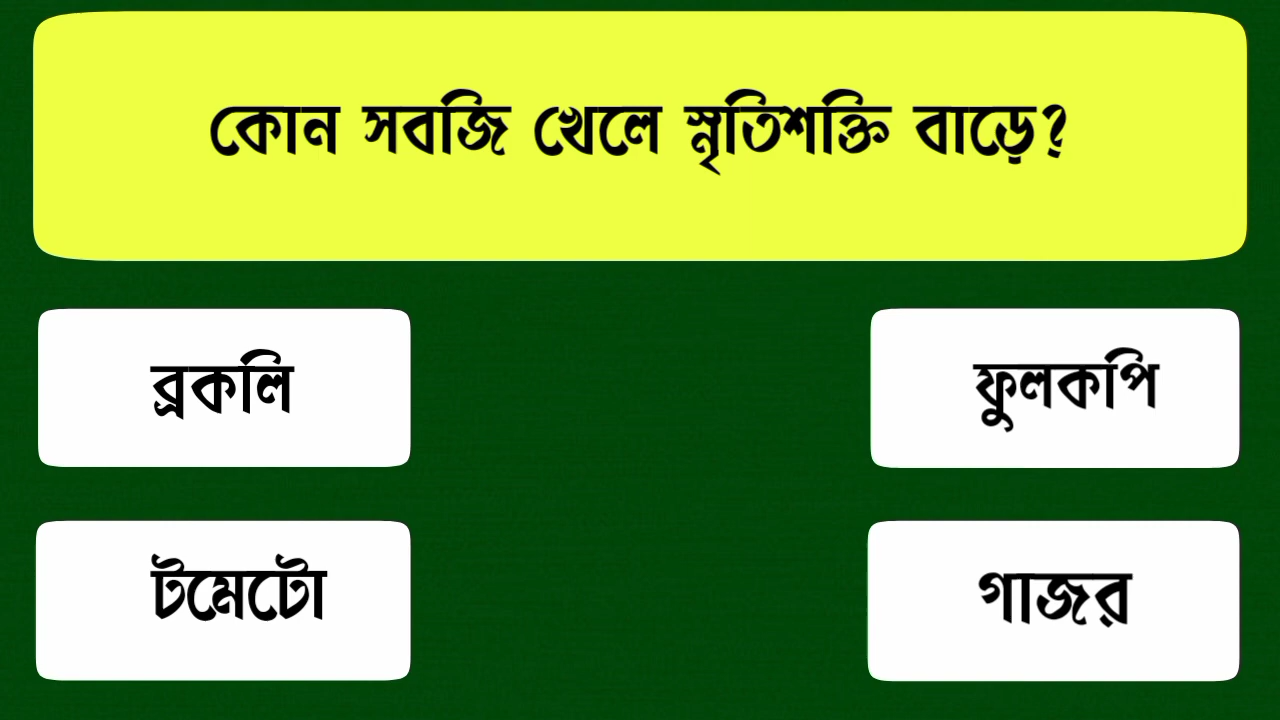 কোন সবজি খেলে স্মৃতিশক্তি বাড়ে?
ব্রকলি
ফুলকপি
টমেটো
গাজর